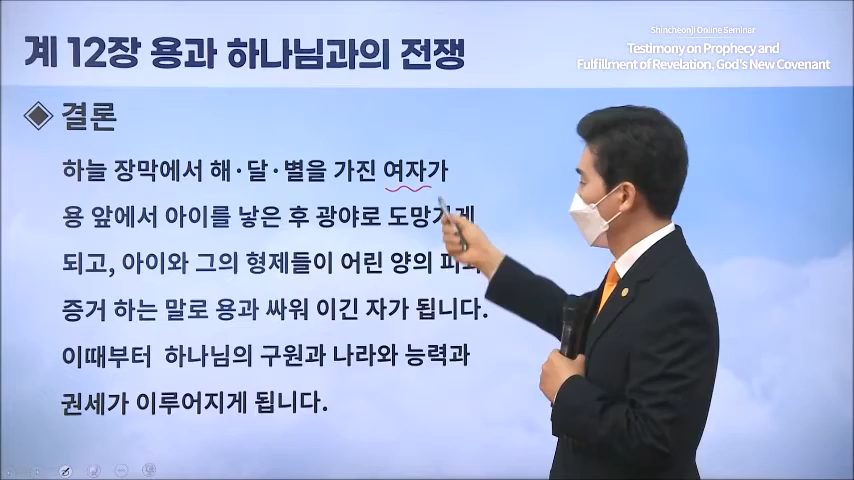 계 12장 용과 하나님과의 전쟁
Shincheonji Online Seminar
Testimony on Prophecy and
Fulfillment of Revelation, God's New Covenant
◈ 결론
하늘 장막에서 해·달·별을 가진 여자가
용 앞에서 아이를 낳은 후 광야로 도망가게
되고, 아이와 그의 형제들이 어린 양의 피와
증거 하는 말로 용과 싸워 이긴 자가 됩니다.
이때부터 하나님의 구원과 나라와 능력과
권세가 이루어지게 됩니다.